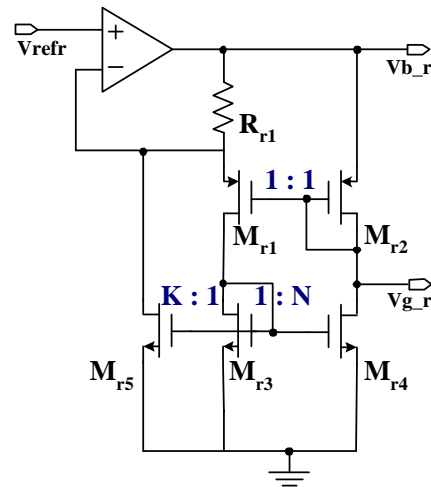 +
Vrefr
−
Vb_r
Rr1
1 : 1
Mr1
Mr2
Vg_r
K : 1
1 : N
Mr5
Mr3
Mr4